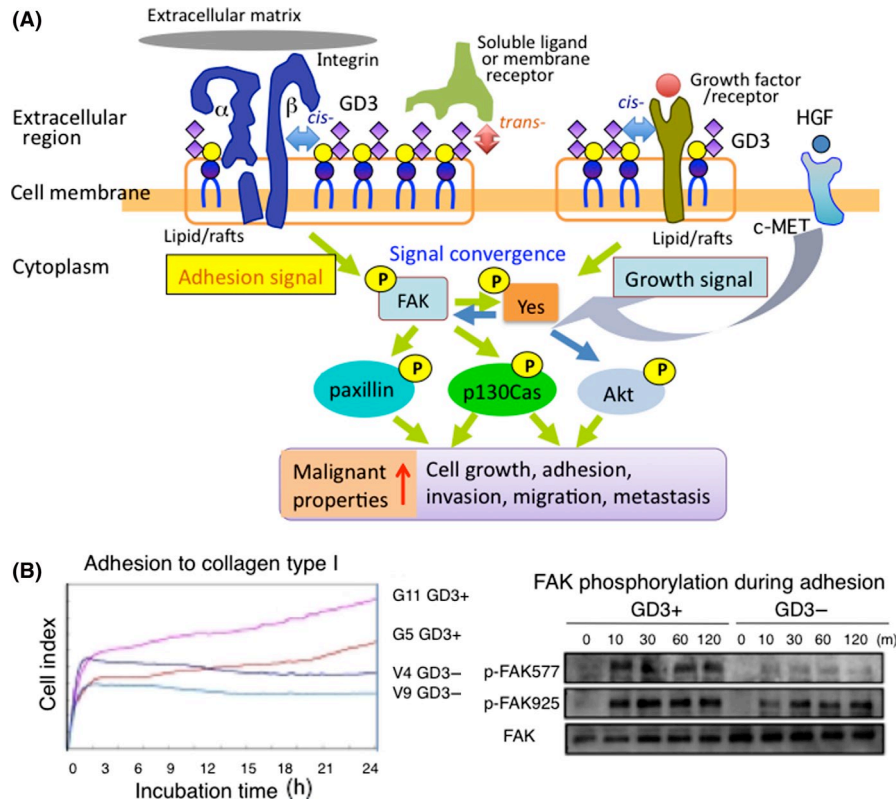 (A)
Extracellular matrix
Integrin
Soluble ligand
or membrane
receptor
Growth factor
/receptor
HGF
α
β
cis-
GD3
trans-
cis-
GD3
Extracellular
region
Cell membrane
Lipid/rafts
Lipid/rafts
c-MET
Cytoplasm
Signal convergence
Adhesion signal
P
FAK
P
Yes
Growth signal
paxillin
P
p130Cas
P
Akt
P
Malignant
properties
Cell growth, adhesion,
invasion, migration, metastasis
(B)
Adhesion to collagen type I
Cell index
G11 GD3+
G5 GD3+
V4 GD3−
V9 GD3−
0 3 6 9 12 15 18 21 24
Incubation time (h)
FAK phosphorylation during adhesion
GD3+ GD3−
0 10 30 60 120 0 10 30 60 120 (m)
p-FAK577
p-FAK925
FAK